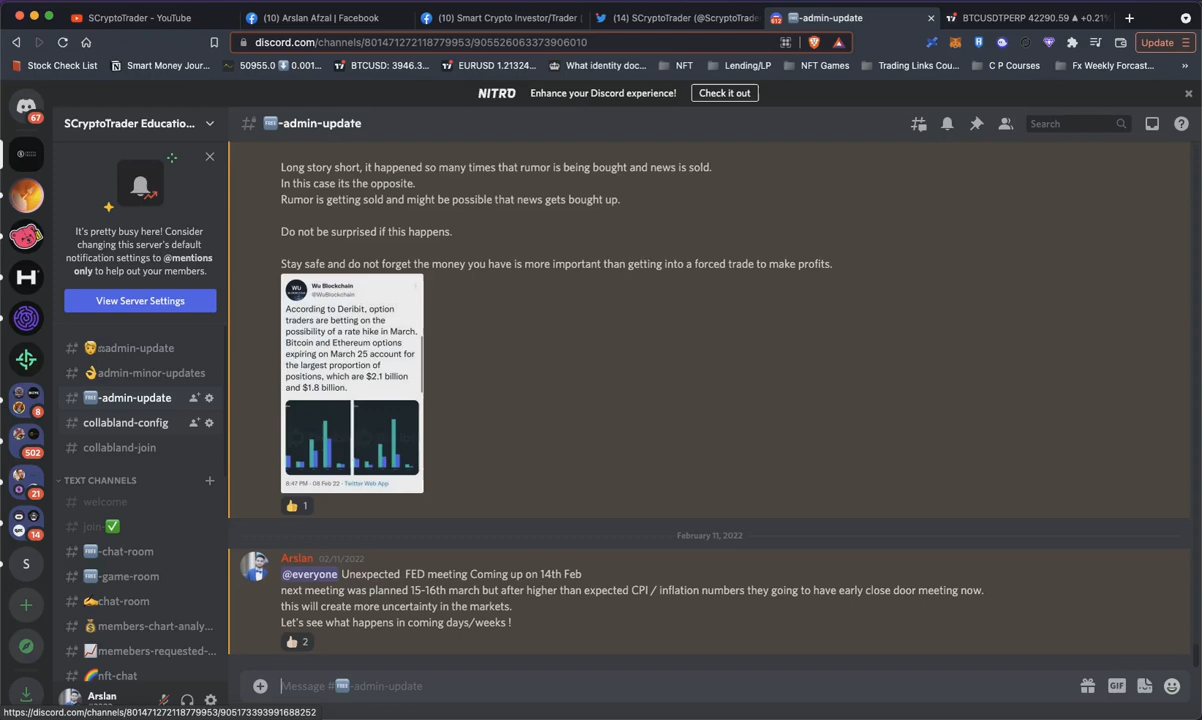 SCryptoTrader - YouTube
(10) Arslan Afzal | Facebook
(10) Smart Crypto Investor/Trader
(14) SCryptoTrader (@ScryptoTrade
612
-admin-update
BTCUSDTPERP 42290.59 ▲ +0.21%
discord.com/channels/801471272118779953/905526063373906010
Update
Stock Check List
Smart Money Jour...
50955.0 0.001...
BTCUSD: 3946.3...
EURUSD 1.21324...
What identity doc...
NFT
Lending/LP
NFT Games
Trading Links Cou...
C P Courses
Fx Weekly Forcast...
NITRO
Enhance your Discord experience!
Check it out
67
SCryptoTrader Educatio...
FREE-admin-update
Search
It's pretty busy here! Consider
changing this server's default
notification settings to @mentions
only to help out your members.
View Server Settings
admin-update
admin-minor-updates
FREE-admin-update
collabland-config
collabland-join
TEXT CHANNELS
welcome
join-✅
FREE-chat-room
FREE-game-room
chat-room
members-chart-analy...
memebers-requested-...
nft-chat
8
502
21
14
S
Arslan
Long story short, it happened so many times that rumor is being bought and news is sold.
In this case its the opposite.
Rumor is getting sold and might be possible that news gets bought up.
Do not be surprised if this happens.
Stay safe and do not forget the money you have is more important than getting into a forced trade to make profits.
WU
Wu Blockchain
@WuBlockchain
According to Deribit, option
traders are betting on the
possibility of a rate hike in March.
Bitcoin and Ethereum options
expiring on March 25 account for
the largest proportion of
positions, which are $2.1 billion
and $1.8 billion.
8:47 PM · 08 Feb 22 · Twitter Web App
1
February 11, 2022
Arslan 02/11/2022
@everyone Unexpected FED meeting Coming up on 14th Feb
next meeting was planned 15-16th march but after higher than expected CPI / inflation numbers they going to have early close door meeting now.
this will create more uncertainty in the markets.
Let's see what happens in coming days/weeks !
2
Message #FREE-admin-update
GIF
https://discord.com/channels/801471272118779953/905173393991688252